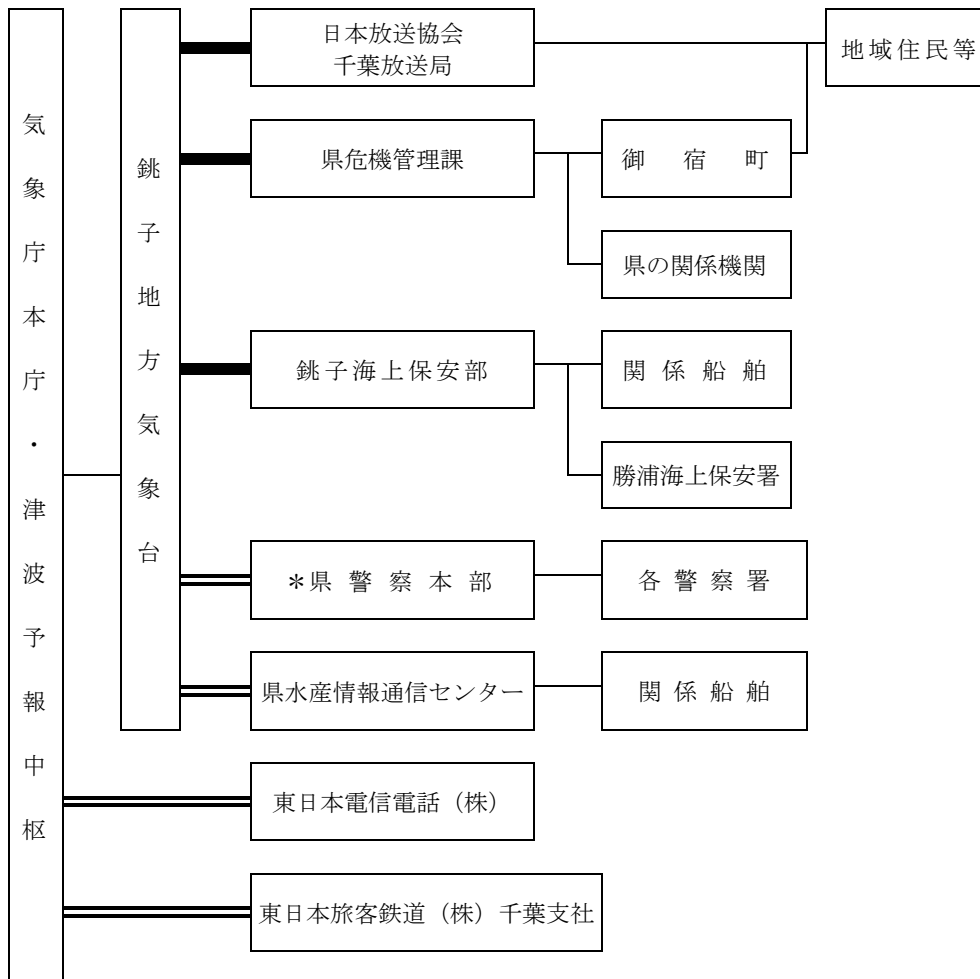 気象庁本庁・津波予報中枢
銚子地方気象台
日本放送協会
千葉放送局
地域住民等
県危機管理課
御宿町
県の関係機関
銚子海上保安部
関係船舶
勝浦海上保安署
＊県警察本部
各警察署
県水産情報通信センター
関係船舶
東日本電信電話（株）
東日本旅客鉄道（株）千葉支社